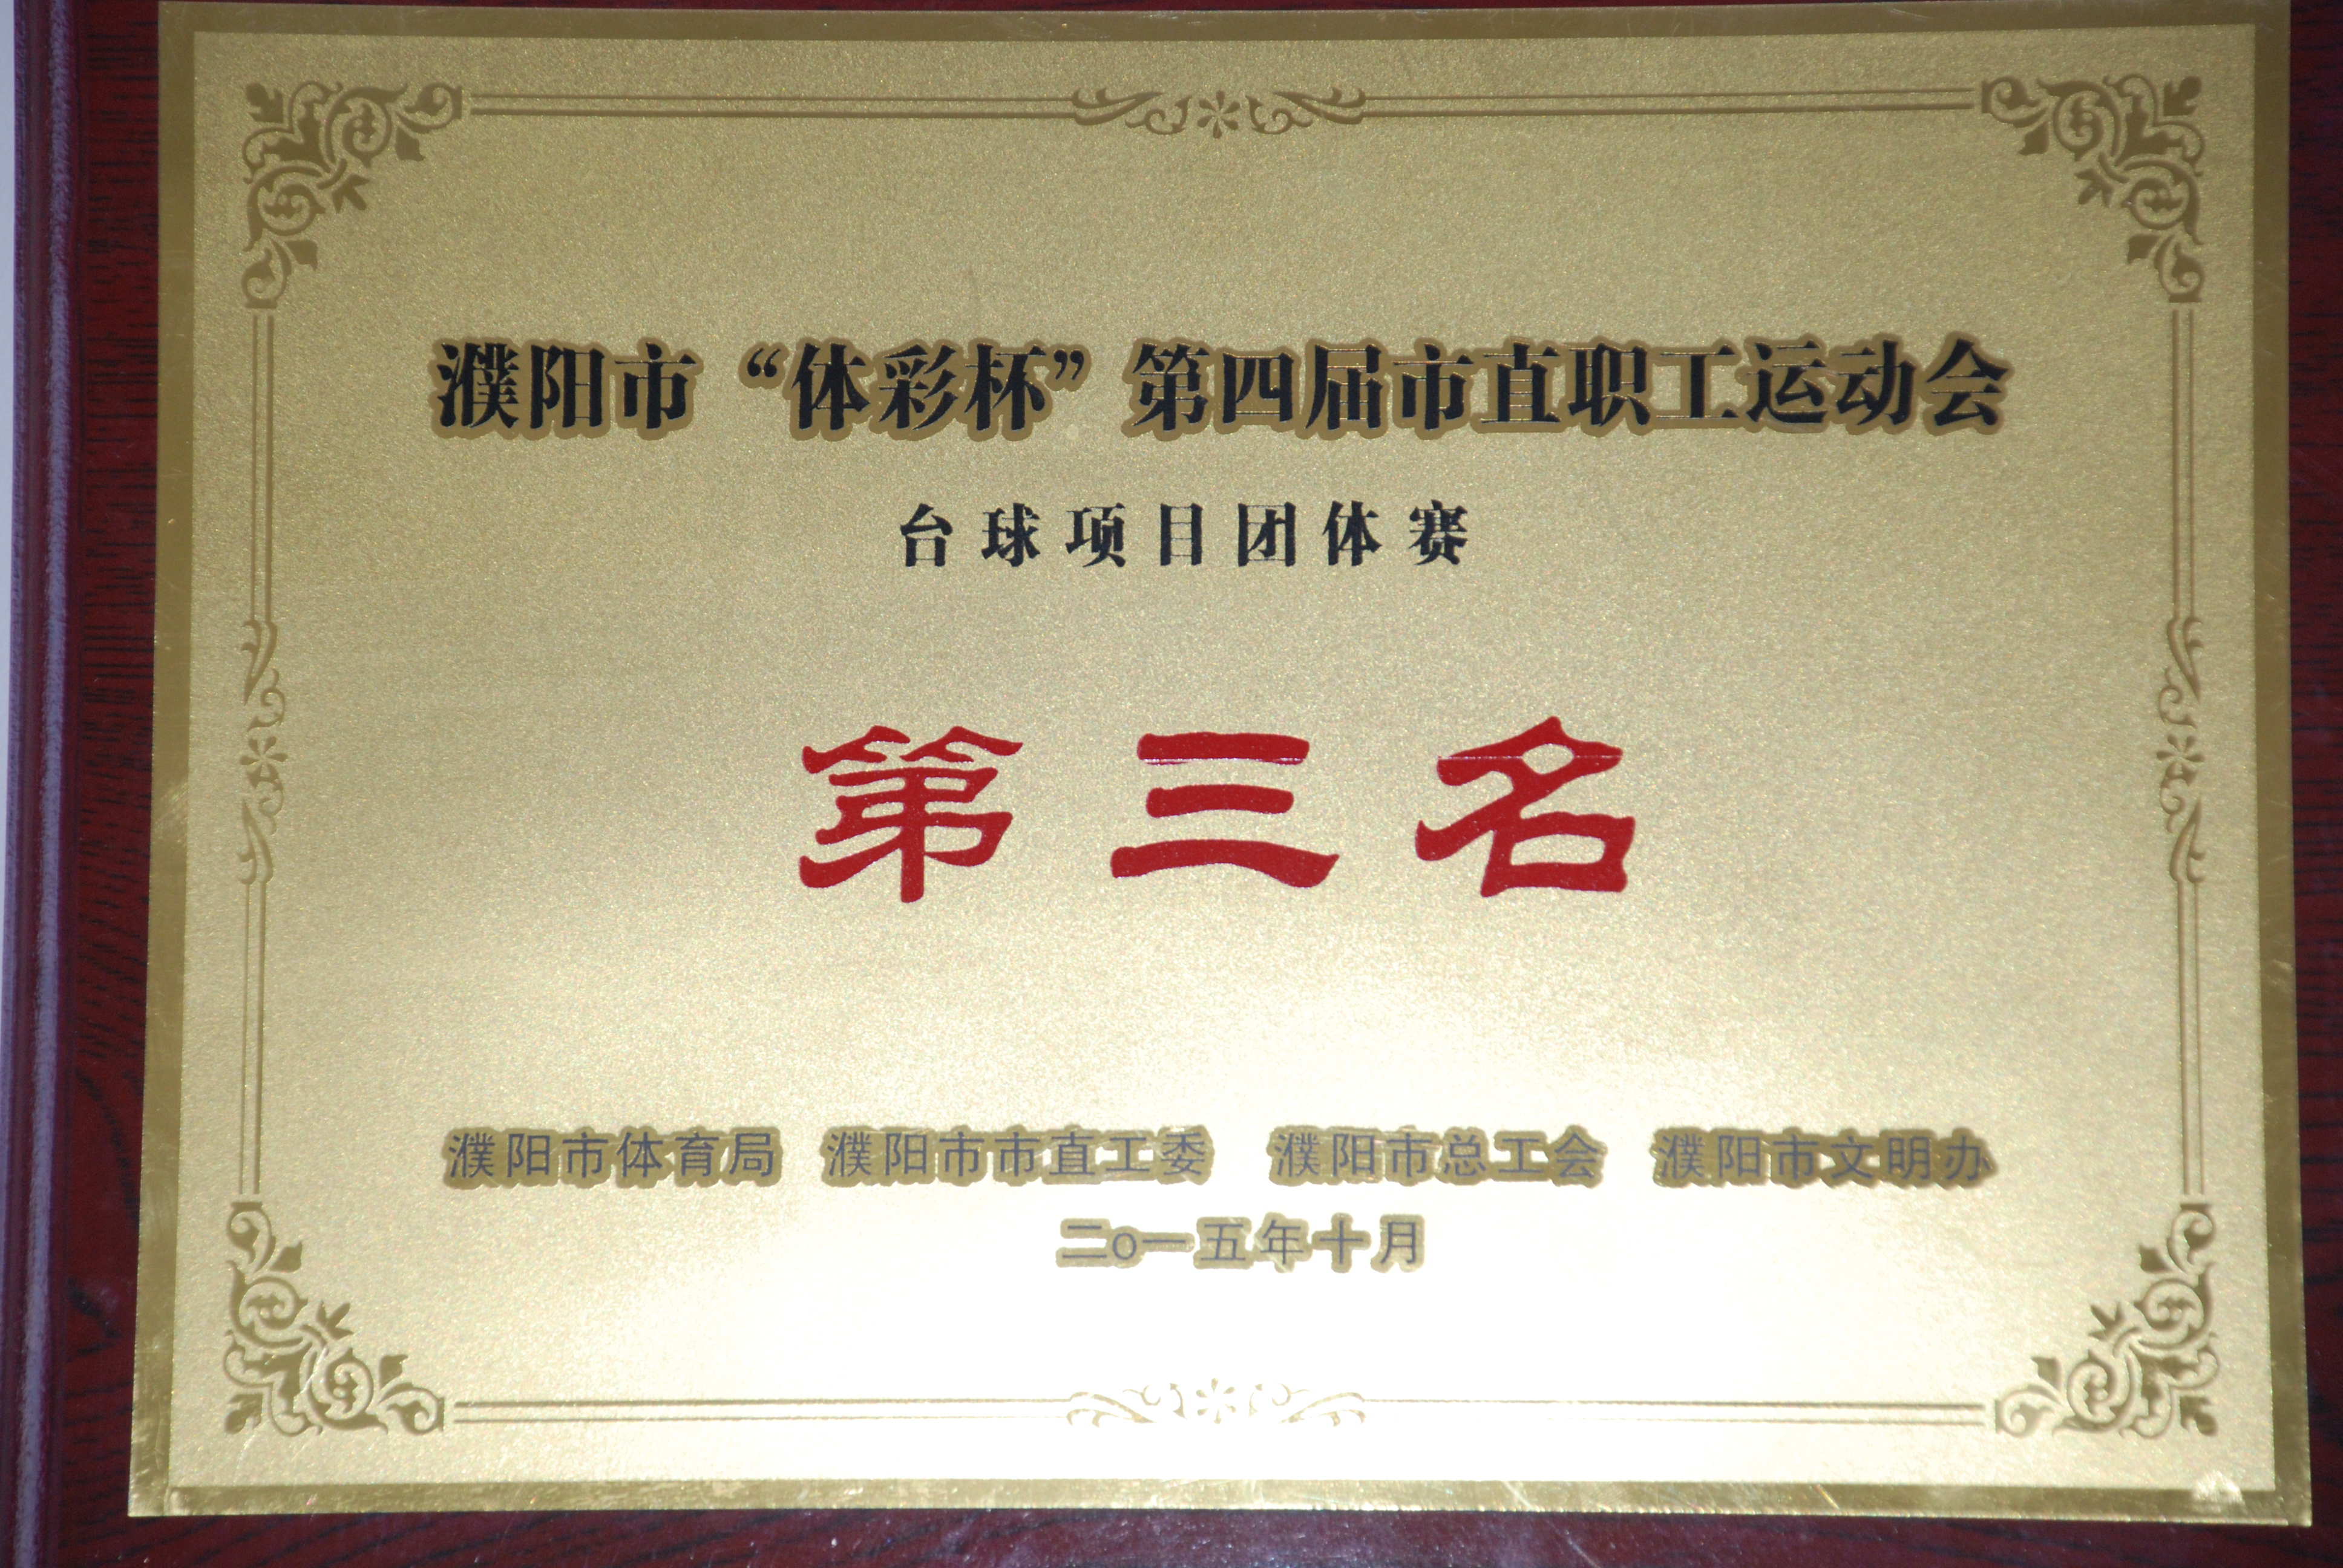 濮阳市“体彩杯”第四届市直职工运动会
台球项目团体赛
第三名
濮阳市体育局 濮阳市市直工委 濮阳市总工会 濮阳市文明办
二o一五年十月